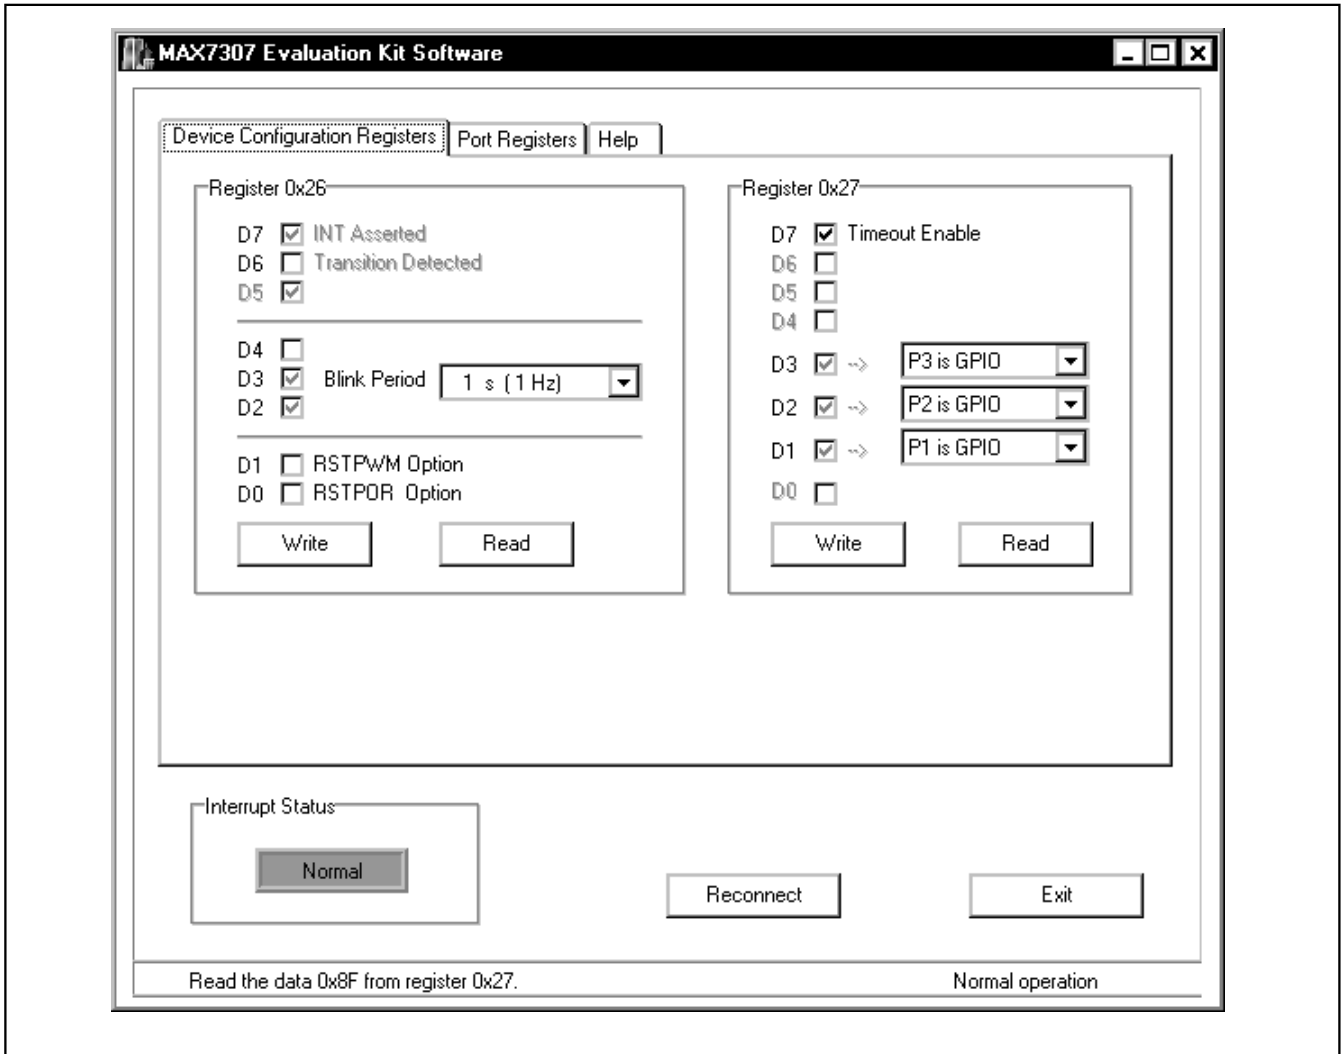 MAX7307 Evaluation Kit Software
Device Configuration Registers Port Registers Help
Register 0x26
D7 INT Asserted
D6 Transition Detected
D5
D4
D3 Blink Period 1 s (1 Hz)
D2
D1 RSTPWM Option
D0 RSTPOR Option
Write Read
Register 0x27
D7 Timeout Enable
D6
D5
D4
D3 --> P3 is GPIO
D2 --> P2 is GPIO
D1 --> P1 is GPIO
D0
Write Read
Interrupt Status
Normal
Reconnect Exit
Read the data 0x8F from register 0x27. Normal operation